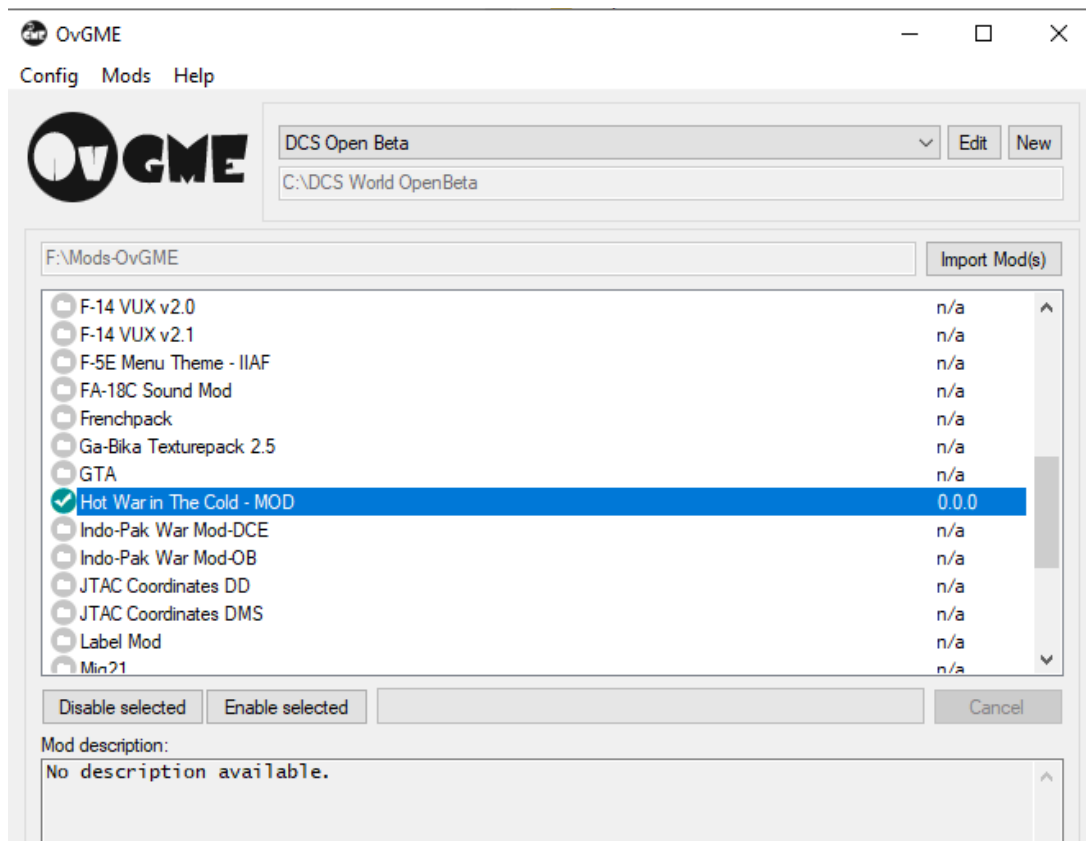 OvGME
Config Mods Help
OvGME
DCS Open Beta
Edit
New
C:\DCS World OpenBeta
F:\Mods-OvGME
Import Mod(s)
F-14 VUX v2.0 n/a
F-14 VUX v2.1 n/a
F-5E Menu Theme - IIAF n/a
FA-18C Sound Mod n/a
Frenchpack n/a
Ga-Bika Texturepack 2.5 n/a
GTA n/a
Hot War in The Cold - MOD 0.0.0
Indo-Pak War Mod-DCE n/a
Indo-Pak War Mod-OB n/a
JTAC Coordinates DD n/a
JTAC Coordinates DMS n/a
Label Mod n/a
Mig21 n/a
Disable selected
Enable selected
Cancel
Mod description:
No description available.